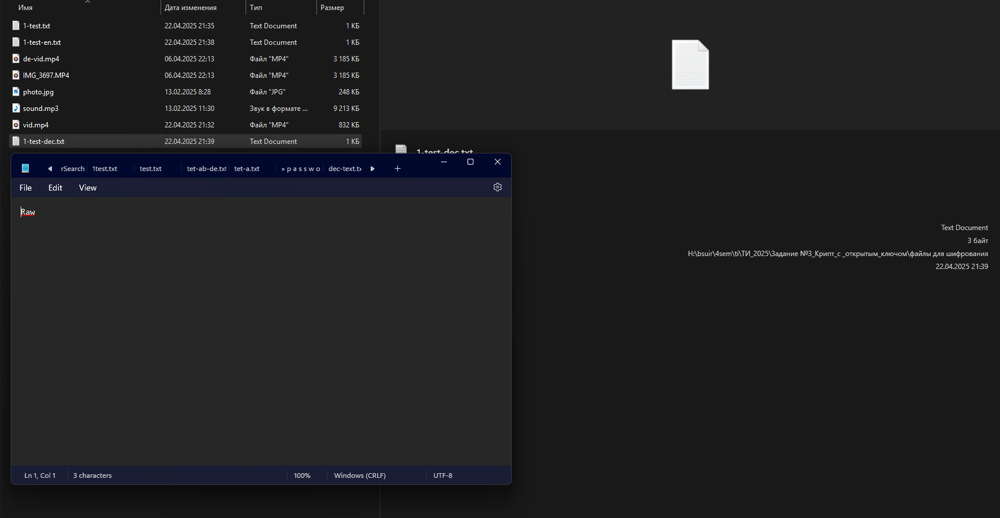 Имя Дата изменения Тип Размер
1-test.txt 22.04.2025 21:35 Text Document 1 КБ
1-test-en.txt 22.04.2025 21:38 Text Document 1 КБ
de-vid.mp4 06.04.2025 22:13 Файл "MP4" 3 185 КБ
IMG_3697.MP4 06.04.2025 22:13 Файл "MP4" 3 185 КБ
photo.jpg 13.02.2025 8:28 Файл "JPG" 248 КБ
sound.mp3 13.02.2025 11:30 Звук в формате ... 9 213 КБ
vid.mp4 22.04.2025 21:32 Файл "MP4" 832 КБ
1-test-dec.txt 22.04.2025 21:39 Text Document 1 КБ
1-test-dec.txt
rSearch 1test.txt test.txt tet-ab-de.txt tet-a.txt » p a s s w o dec-text.tx
File Edit View
Raw
Ln 1, Col 1 3 characters 100% Windows (CRLF) UTF-8
Text Document
3 байт
H:\bsuir\4sem\ti\ТИ_2025\Задание №3_Крипт_с _открытым_ключом\файлы для шифрования
22.04.2025 21:39